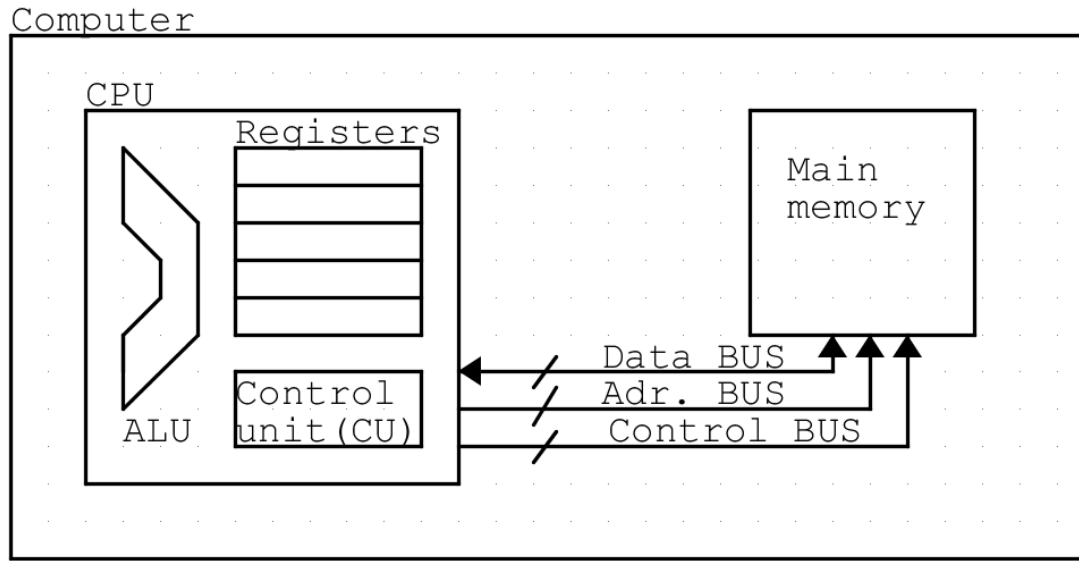 Computer
CPU
Registers
Main
memory
Data BUS
Adr. BUS
Control
unit(CU)
ALU
Control BUS